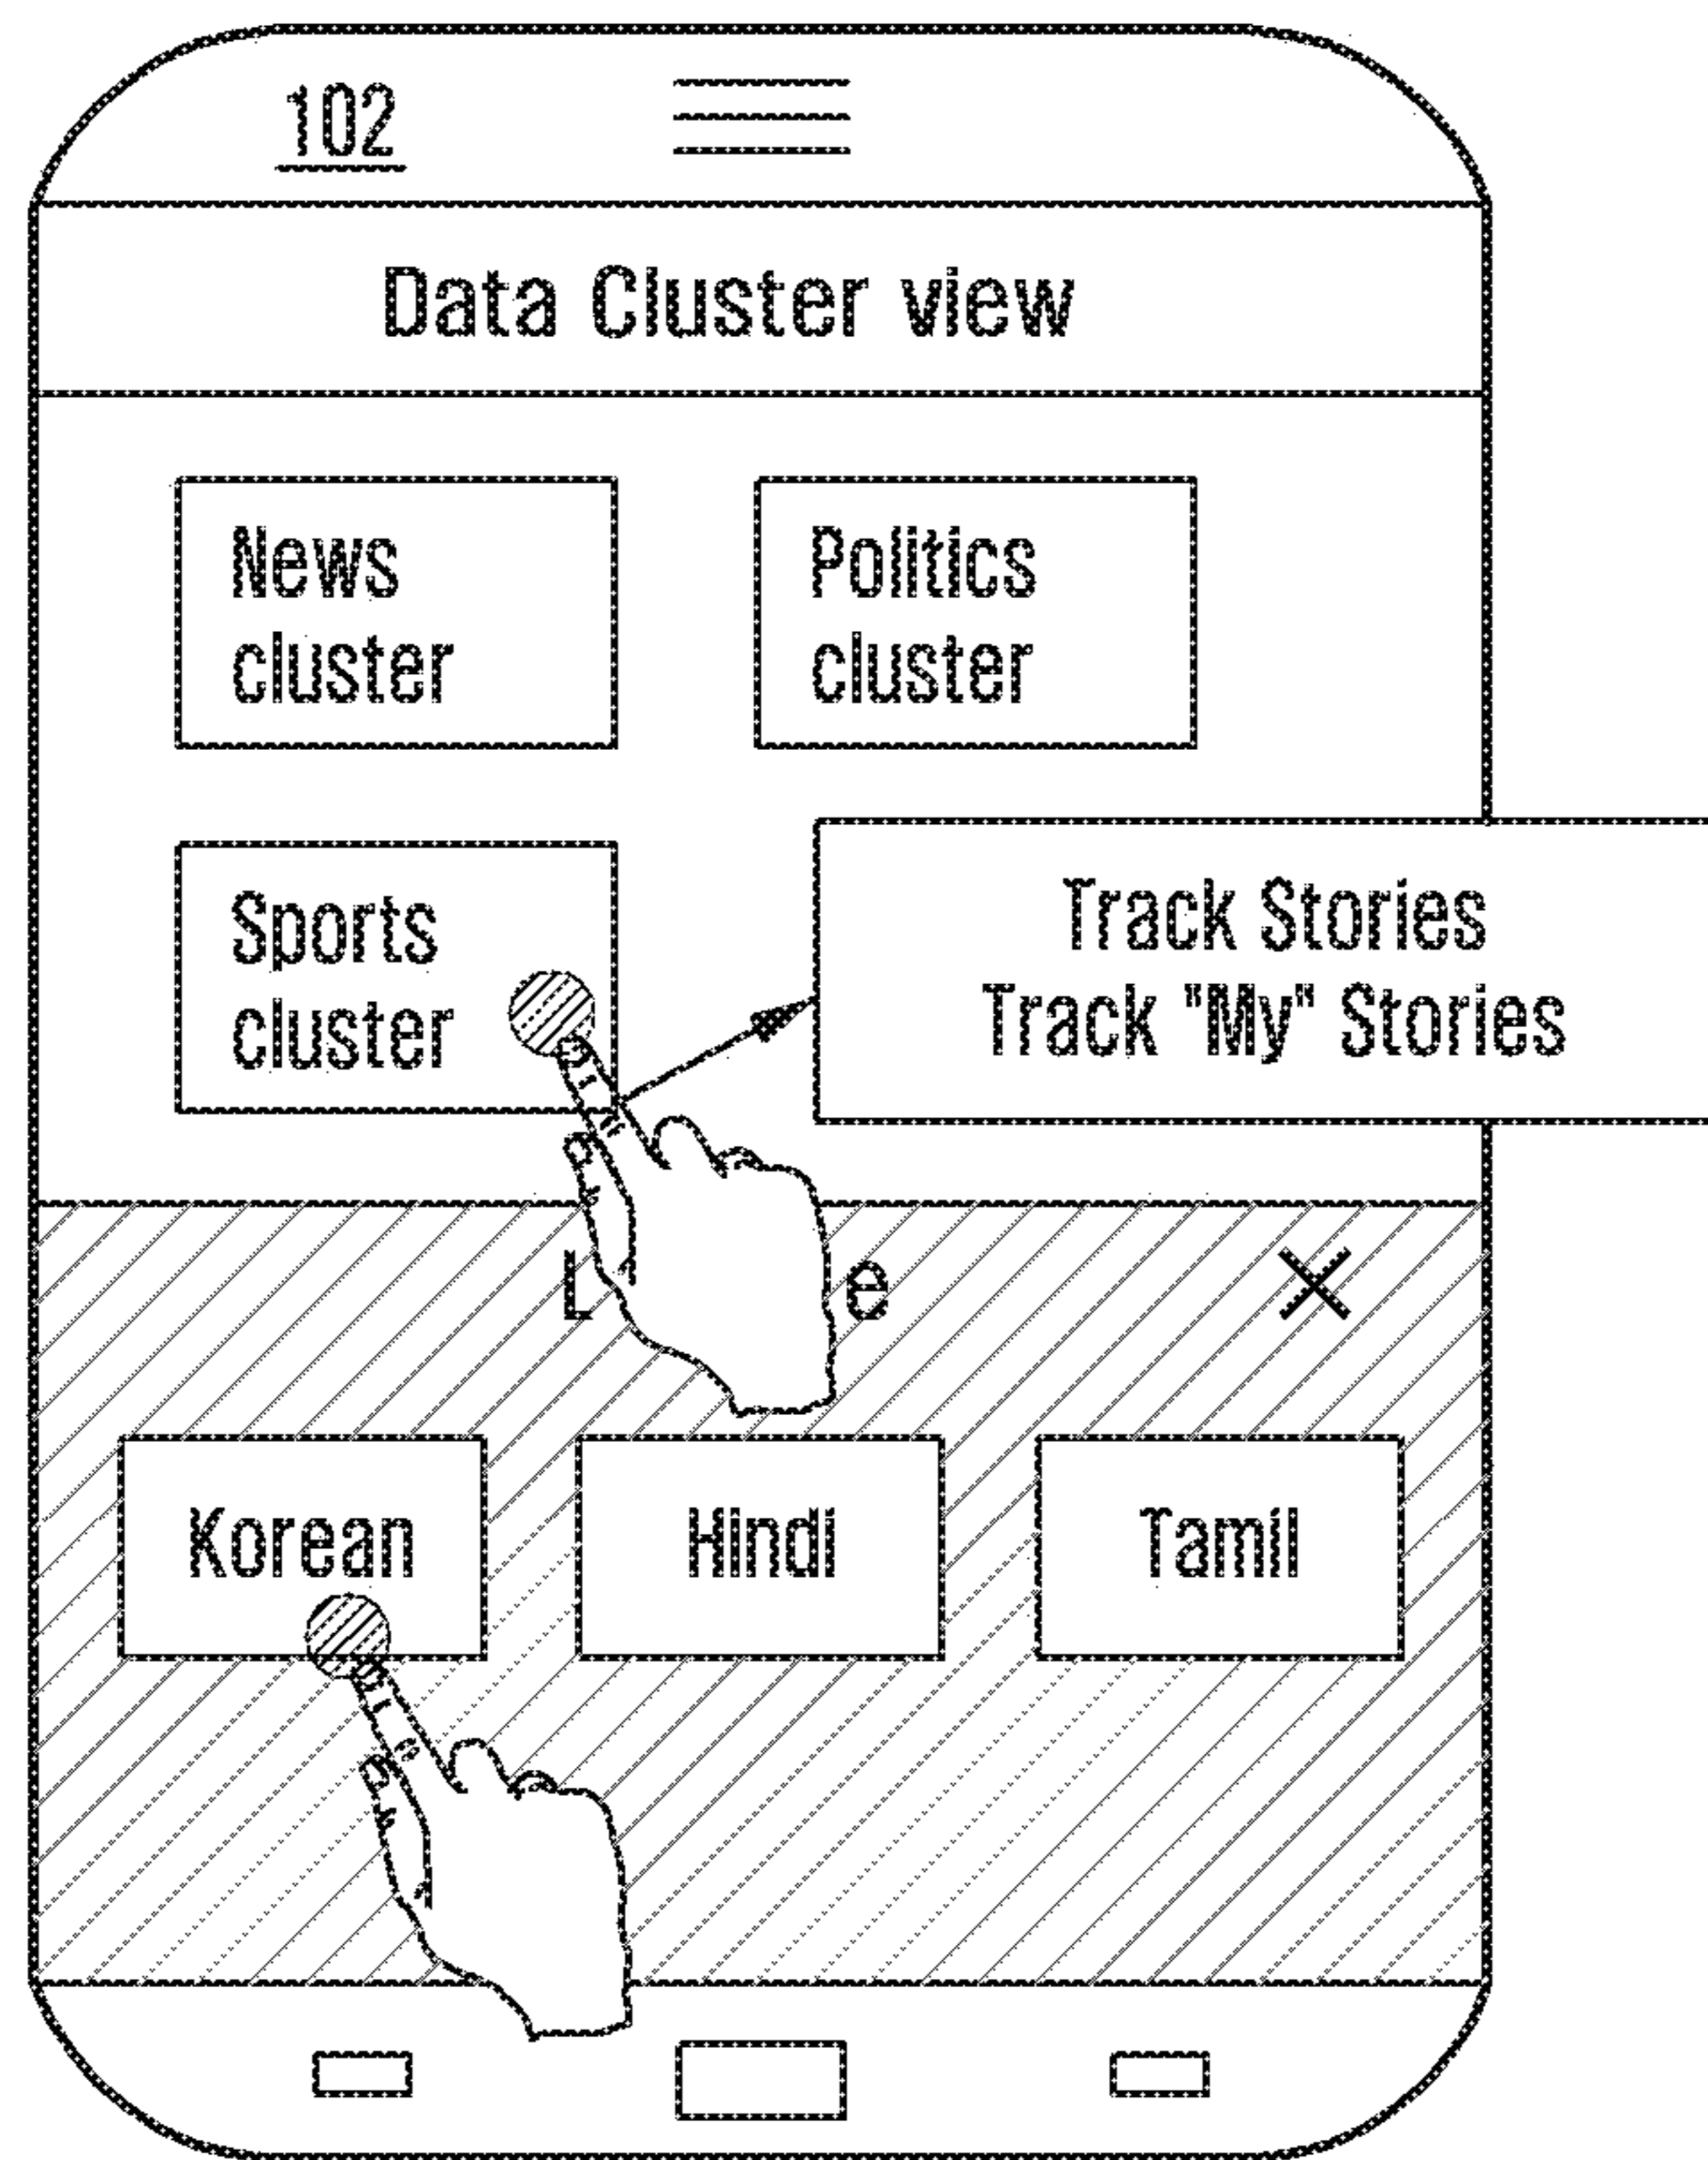 102
Data Cluster view
News
cluster
Politics
cluster
Sports
cluster
Track Stories
Track "My" Stories
Korean
Hindi
Tamil